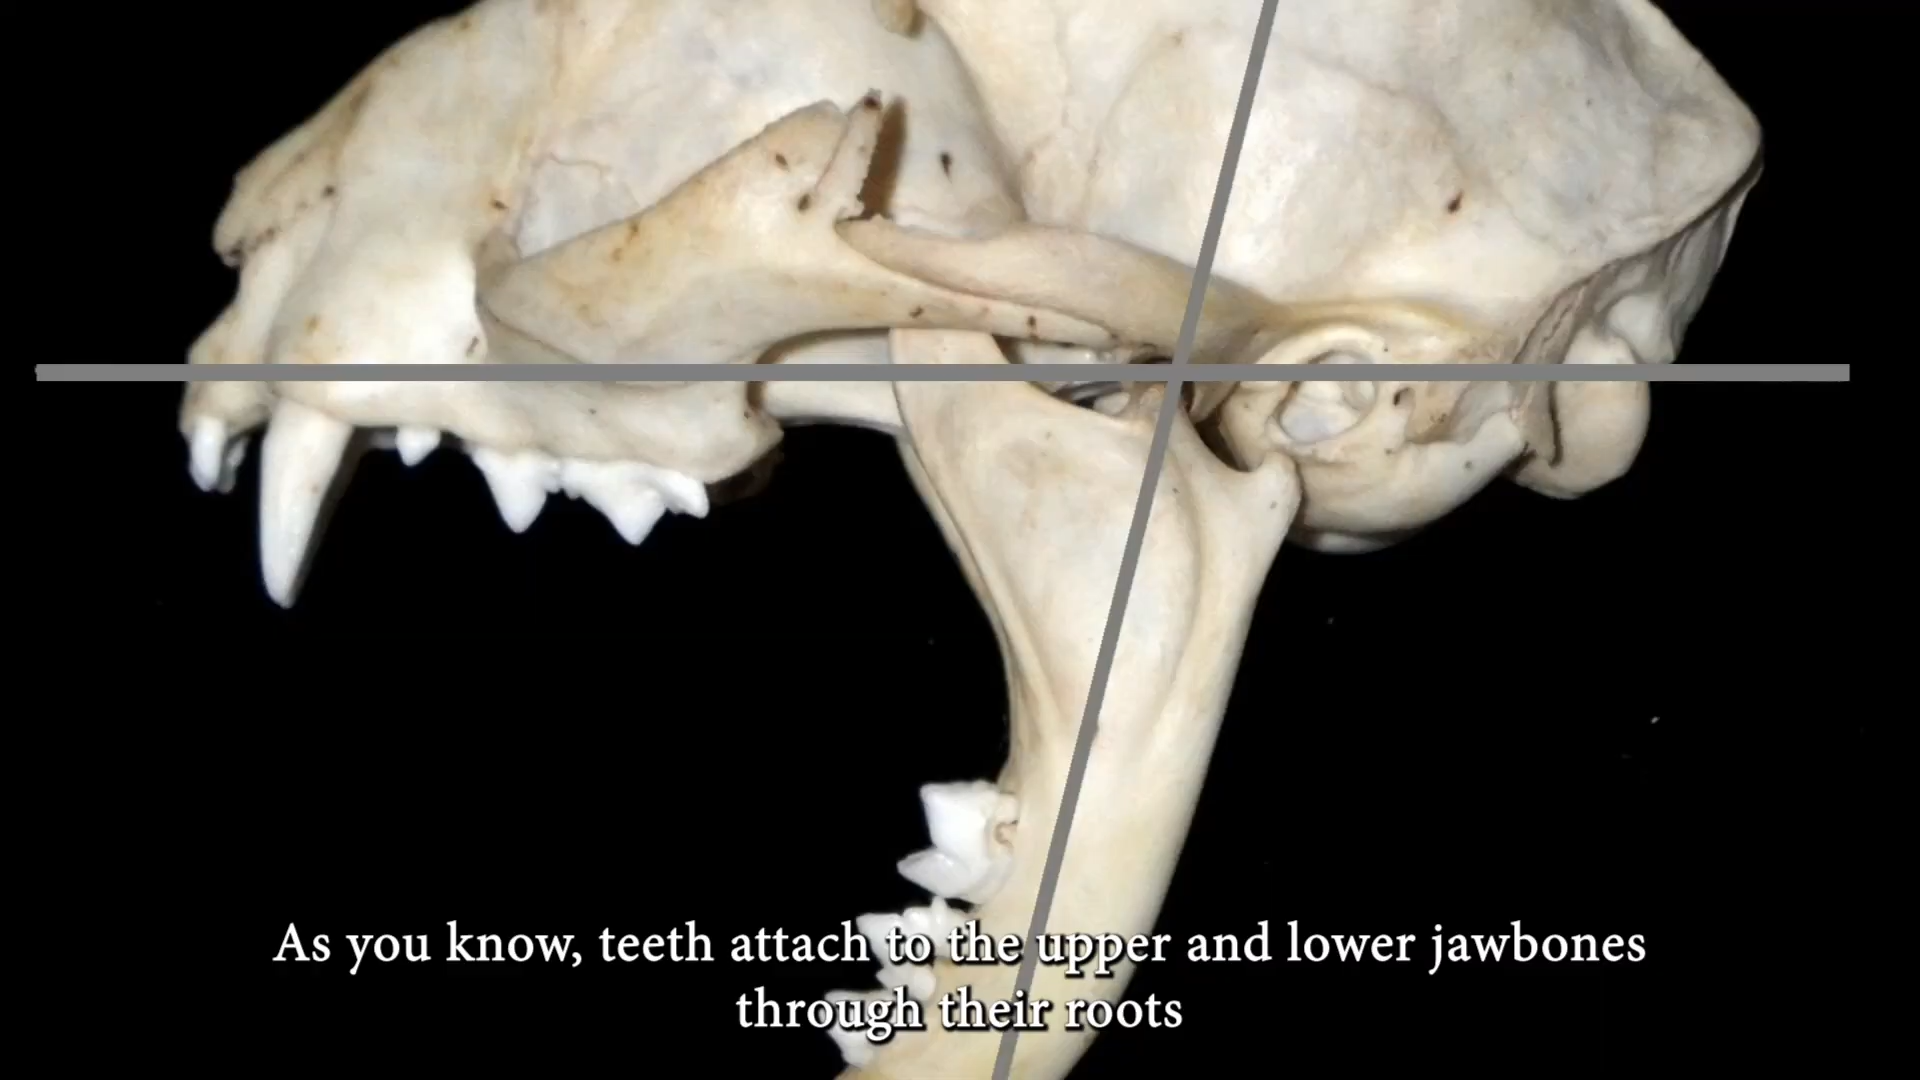 As you know, teeth attach to the upper and lower jawbones
through their roots